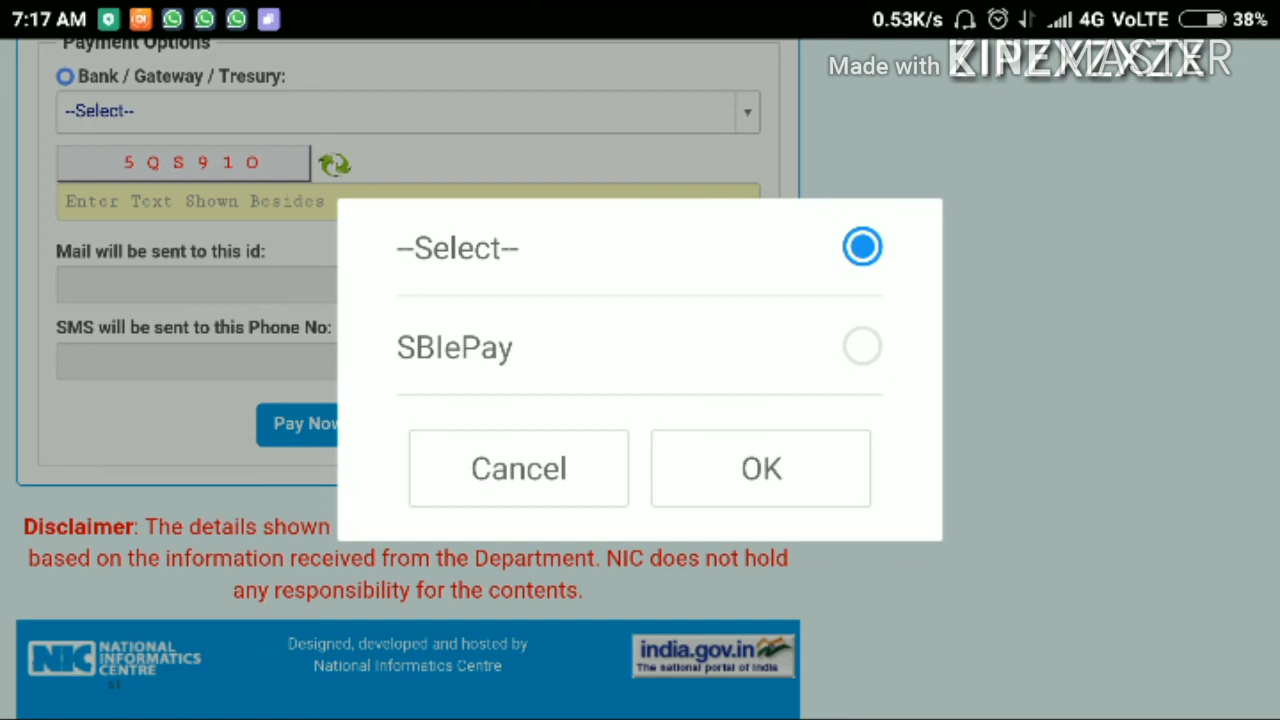 7:17 AM 0.53K/s 4G VoLTE 38%
Made with KINEMASTER
Payment Options
Bank / Gateway / Tresury:
--Select--
5 Q S 9 1 O
Enter Text Shown Besides
Mail will be sent to this id:
SMS will be sent to this Phone No:
Pay Now
--Select--
SBIePay
Cancel OK
Disclaimer: The details shown
based on the information received from the Department. NIC does not hold
any responsibility for the contents.
NIC NATIONAL INFORMATICS CENTRE
Designed, developed and hosted by
National Informatics Centre
india.gov.in
The national portal of India